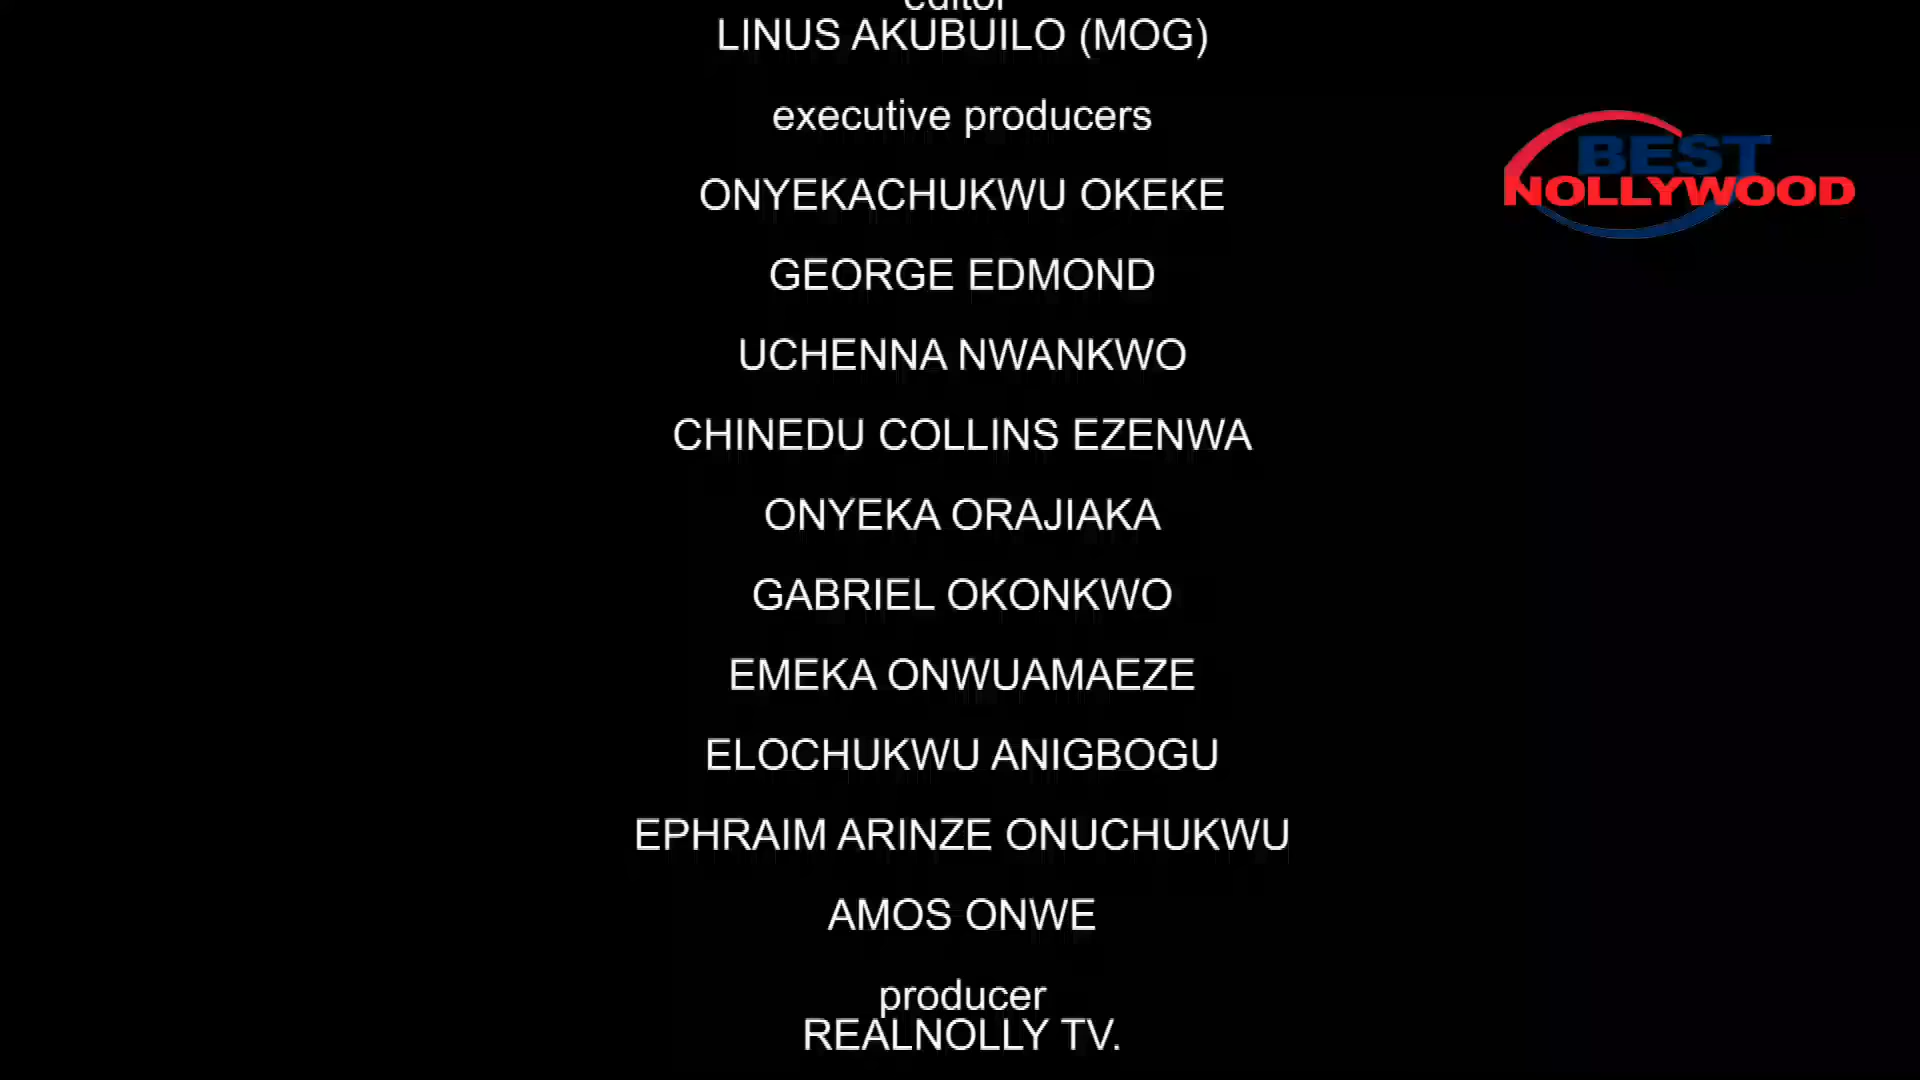 editor
LINUS AKUBUILO (MOG)
executive producers
ONYEKACHUKWU OKEKE
GEORGE EDMOND
UCHENNA NWANKWO
CHINEDU COLLINS EZENWA
ONYEKA ORAJIAKA
GABRIEL OKONKWO
EMEKA ONWUAMAEZE
ELOCHUKWU ANIGBOGU
EPHRAIM ARINZE ONUCHUKWU
AMOS ONWE
producer
REALNOLLY TV.
BEST
NOLLYWOOD